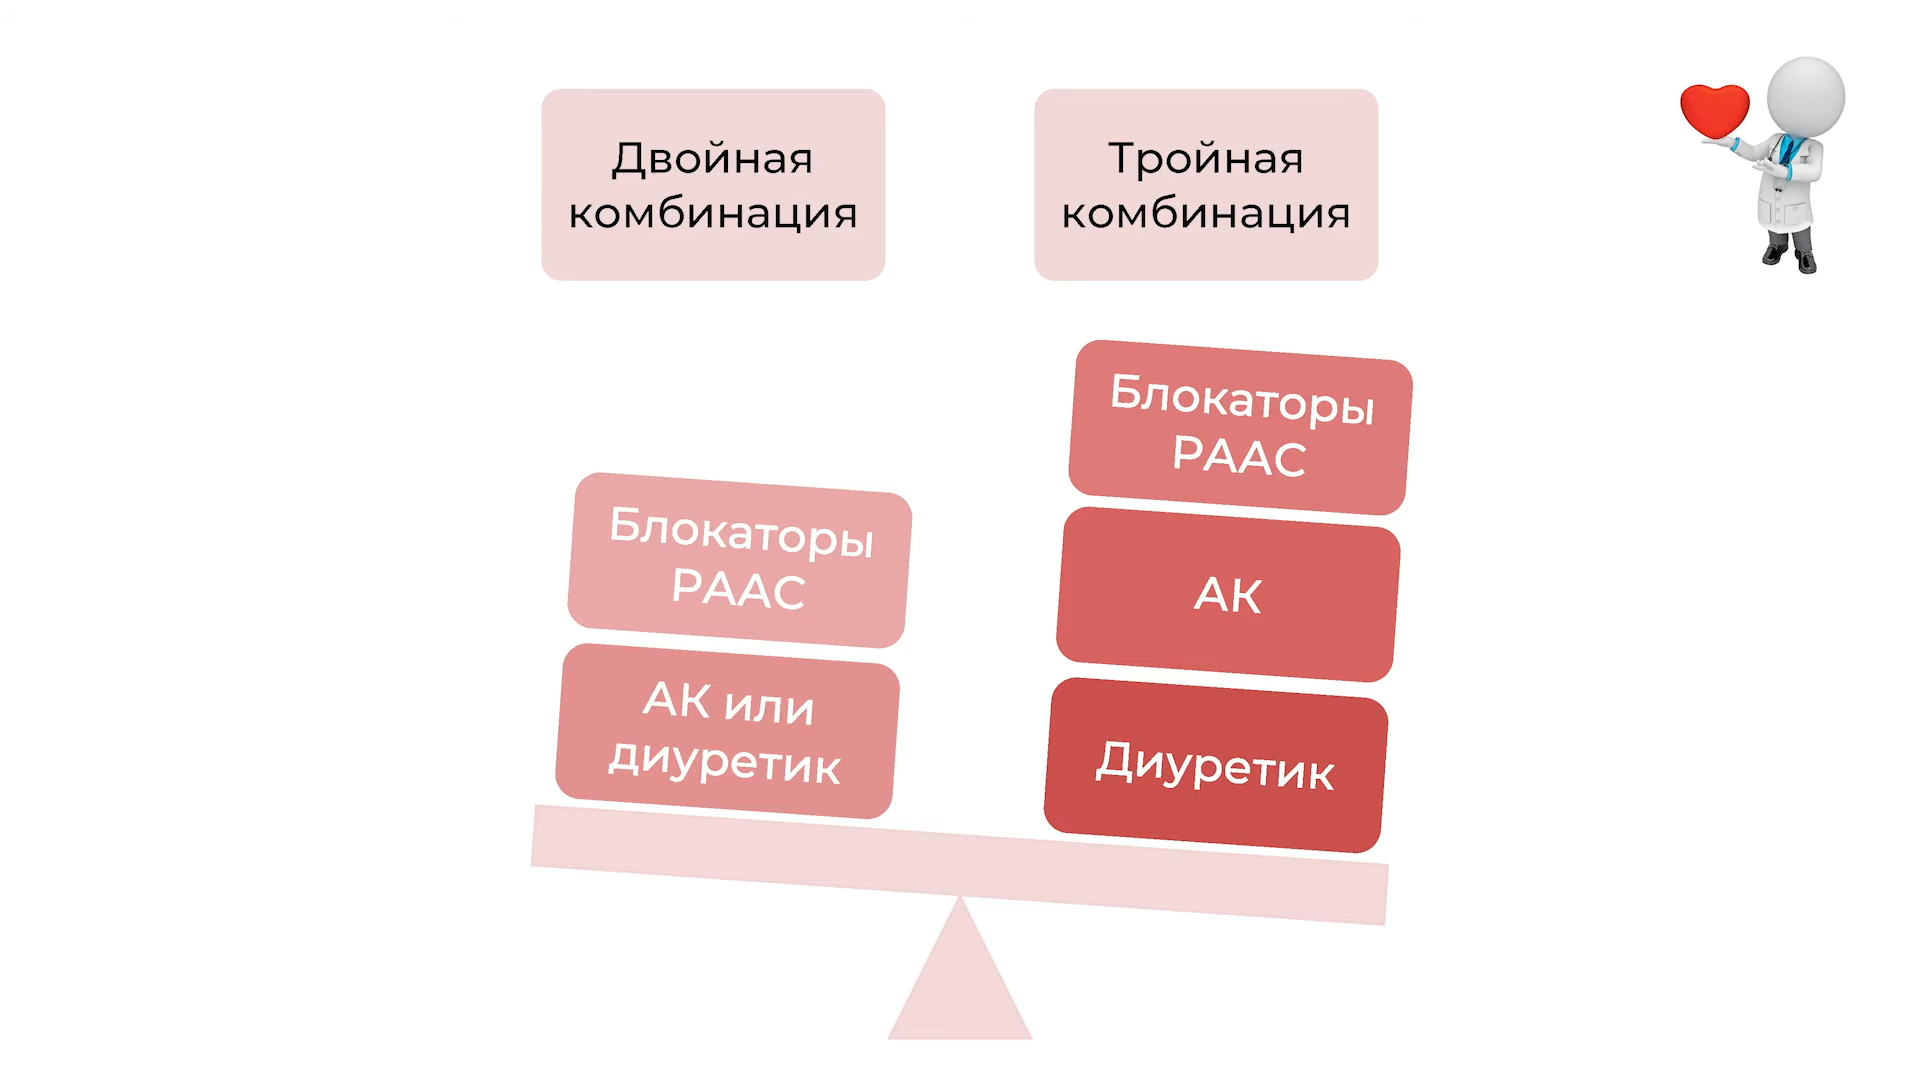 Двойная
комбинация
Тройная
комбинация
Блокаторы
РААС
АК или
диуретик
Блокаторы
РААС
АК
Диуретик